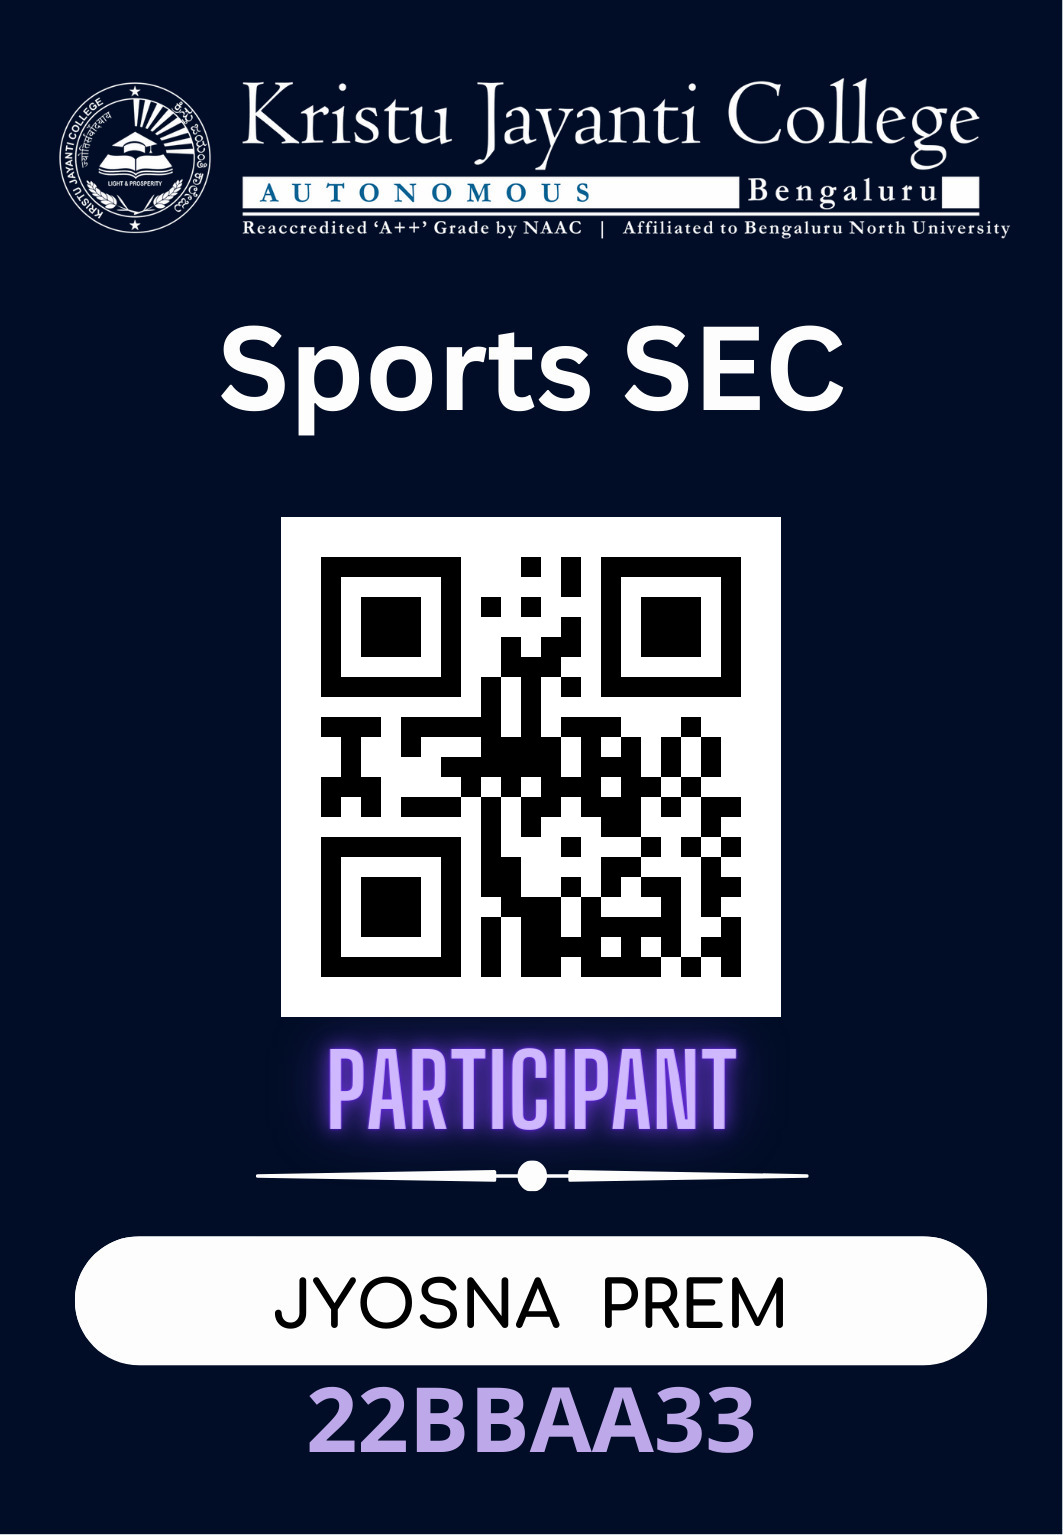 KRISTU JAYANTI COLLEGE
ಕ್ರಿಸ್ತು ಜಯಂತಿ ಕಾಲೇಜು
LIGHT & PROSPERITY
Kristu Jayanti College
AUTONOMOUS Bengaluru
Reaccredited ‘A++’ Grade by NAAC | Affiliated to Bengaluru North University
Sports SEC
PARTICIPANT
JYOSNA PREM
22BBAA33